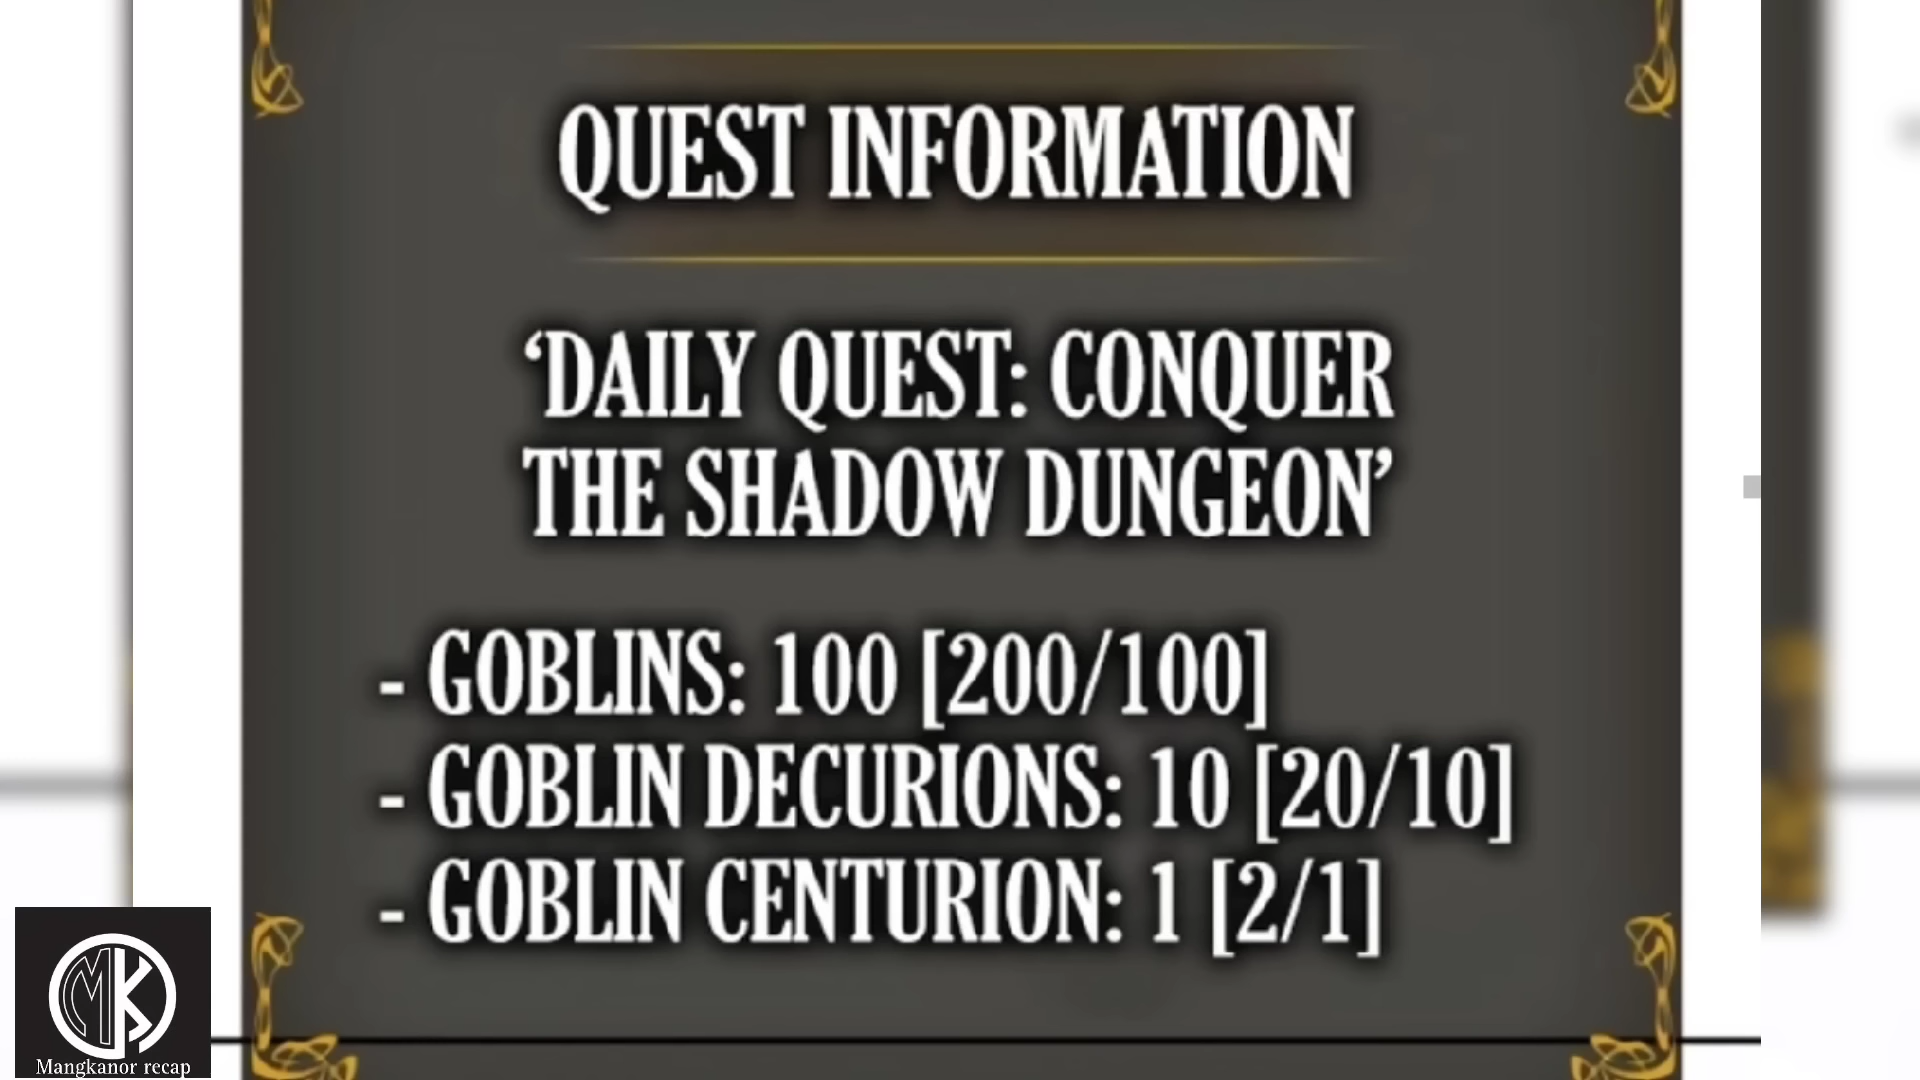 QUEST INFORMATION
‘DAILY QUEST: CONQUER
THE SHADOW DUNGEON’
- GOBLINS: 100 [200/100]
- GOBLIN DECURIONS: 10 [20/10]
- GOBLIN CENTURION: 1 [2/1]
MK
Mangkanor recap